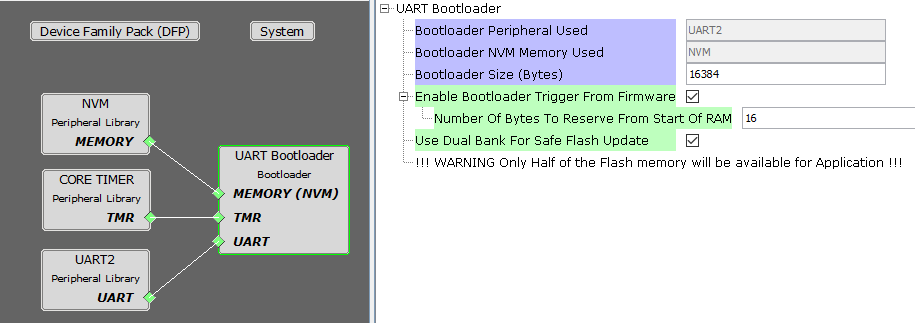 Device Family Pack (DFP)
System
NVM
Peripheral Library
MEMORY
CORE TIMER
Peripheral Library
TMR
UART2
Peripheral Library
UART
UART Bootloader
Bootloader
MEMORY (NVM)
TMR
UART
UART Bootloader
Bootloader Peripheral Used UART2
Bootloader NVM Memory Used NVM
Bootloader Size (Bytes) 16384
Enable Bootloader Trigger From Firmware
Number Of Bytes To Reserve From Start Of RAM 16
Use Dual Bank For Safe Flash Update
!!! WARNING Only Half of the Flash memory will be available for Application !!!